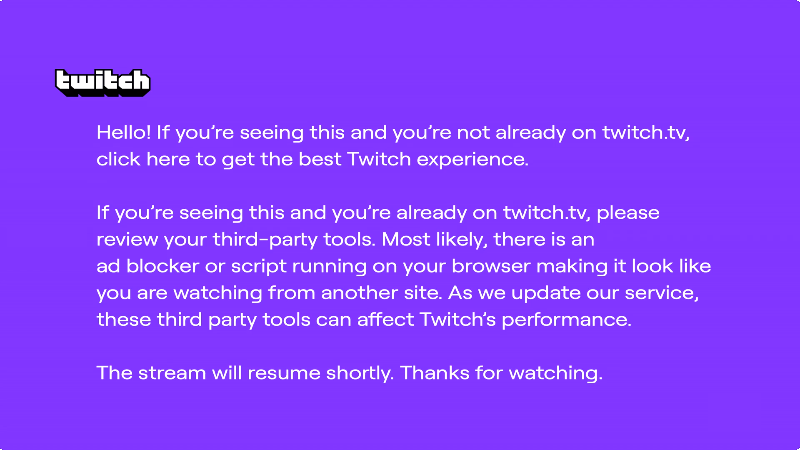 twitch
Hello! If you’re seeing this and you’re not already on twitch.tv,
click here to get the best Twitch experience.
If you’re seeing this and you’re already on twitch.tv, please
review your third-party tools. Most likely, there is an
ad blocker or script running on your browser making it look like
you are watching from another site. As we update our service,
these third party tools can affect Twitch’s performance.
The stream will resume shortly. Thanks for watching.